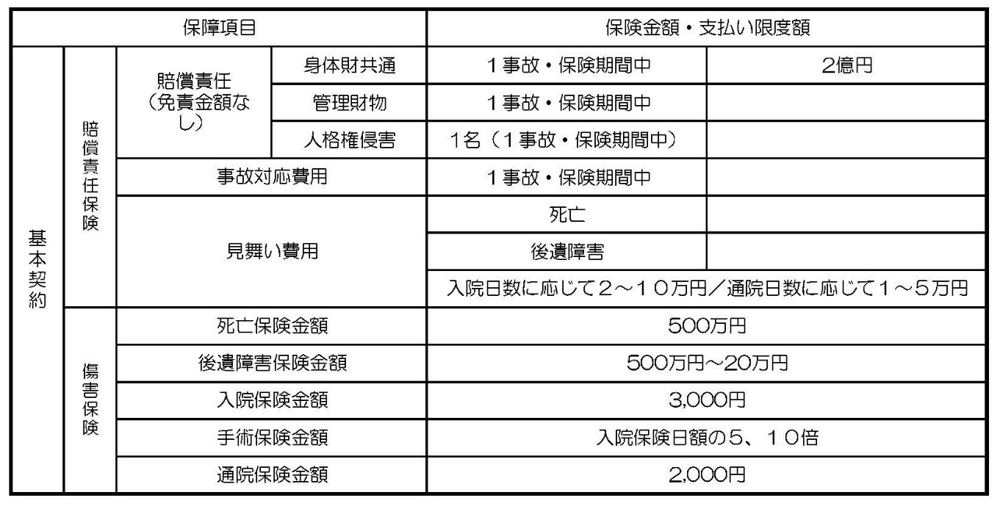 保障項目
保険金額・支払い限度額
基本契約
賠償責任保険
賠償責任
（免責金額な
し）
身体財共通
１事故・保険期間中
2億円
管理財物
１事故・保険期間中
人格権侵害
1名（１事故・保険期間中）
事故対応費用
１事故・保険期間中
見舞い費用
死亡
後遺障害
入院日数に応じて２～１０万円／通院日数に応じて１～５万円
傷害保険
死亡保険金額
500万円
後遺障害保険金額
500万円～20万円
入院保険金額
3,000円
手術保険金額
入院保険日額の５、１０倍
通院保険金額
2,000円